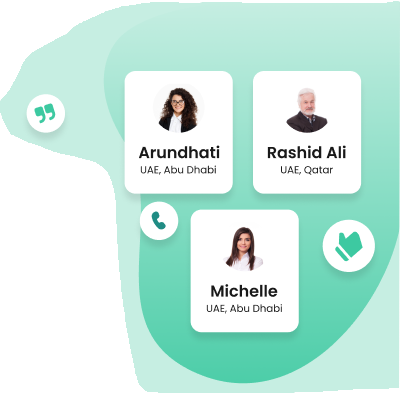 Arundhati
UAE, Abu Dhabi
Rashid Ali
UAE, Qatar
Michelle
UAE, Abu Dhabi